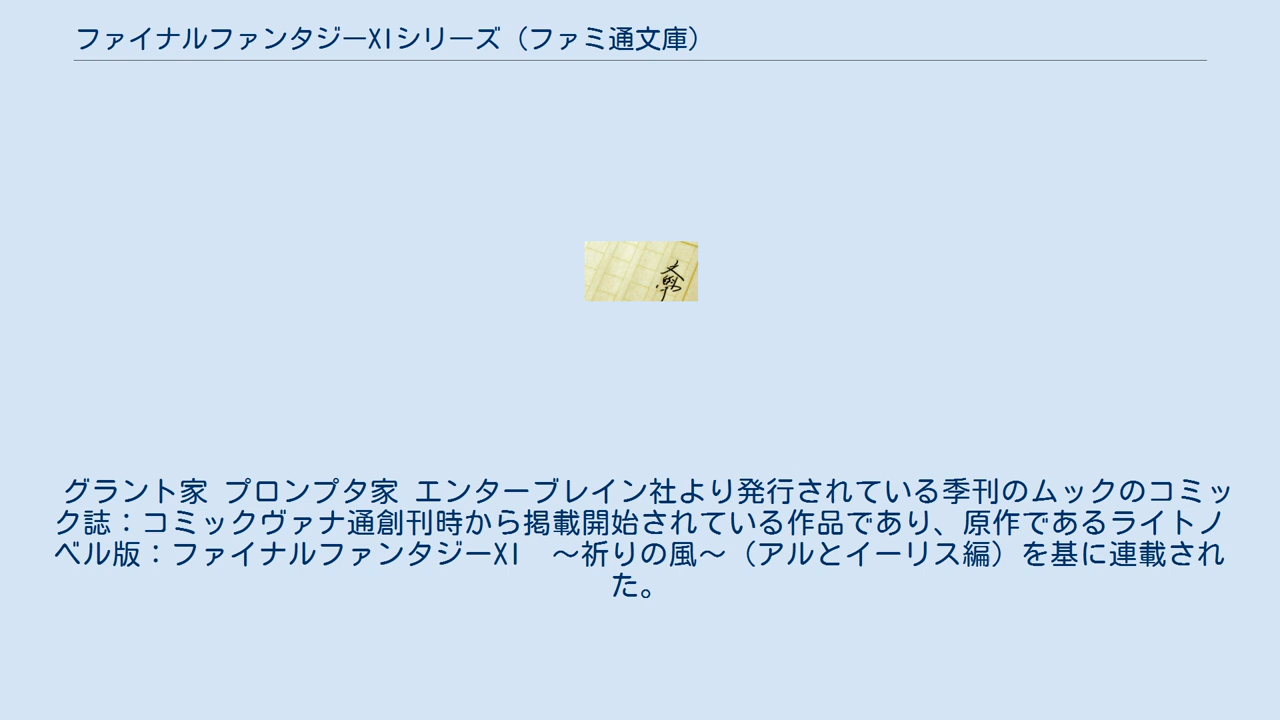 ファイナルファンタジーXIシリーズ（ファミ通文庫）
グラント家 プロンプタ家 エンターブレイン社より発行されている季刊のムックのコミッ
ク誌：コミックヴァナ通創刊時から掲載開始されている作品であり、原作であるライトノ
ベル版：ファイナルファンタジーXI　〜祈りの風〜（アルとイーリス編）を基に連載され
た。